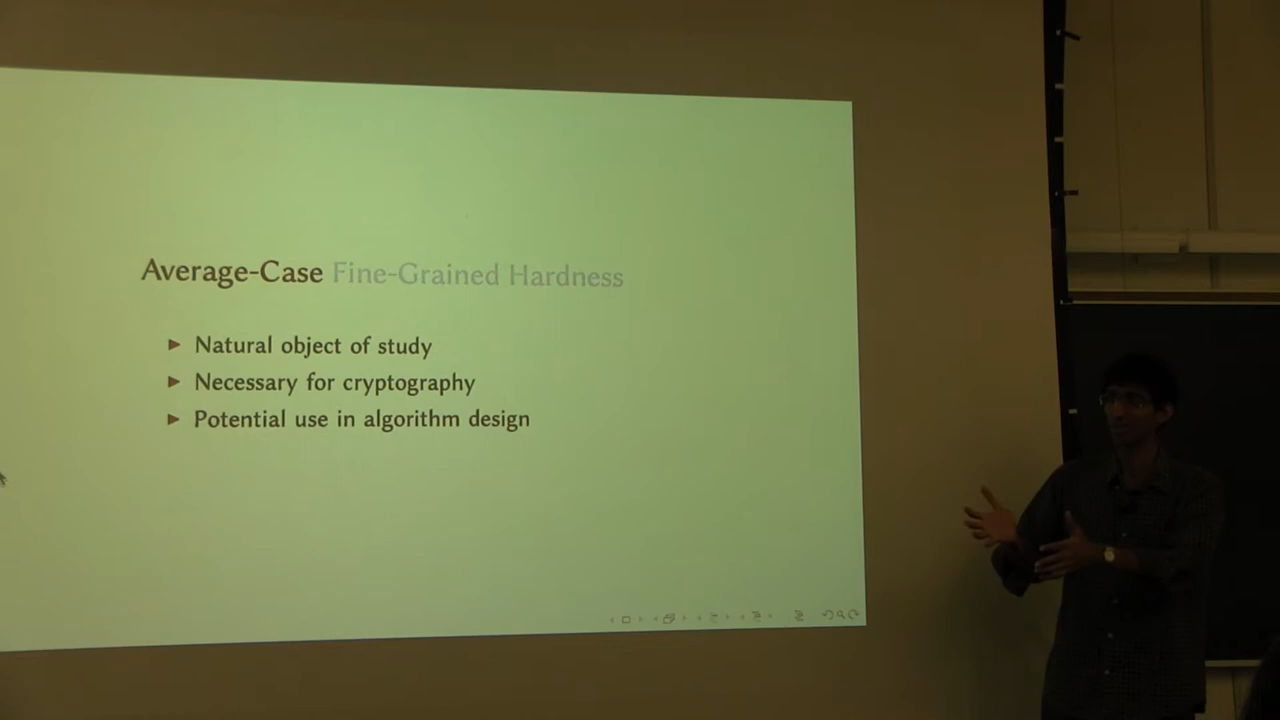 Average-Case Fine-Grained Hardness
Natural object of study
Necessary for cryptography
Potential use in algorithm design